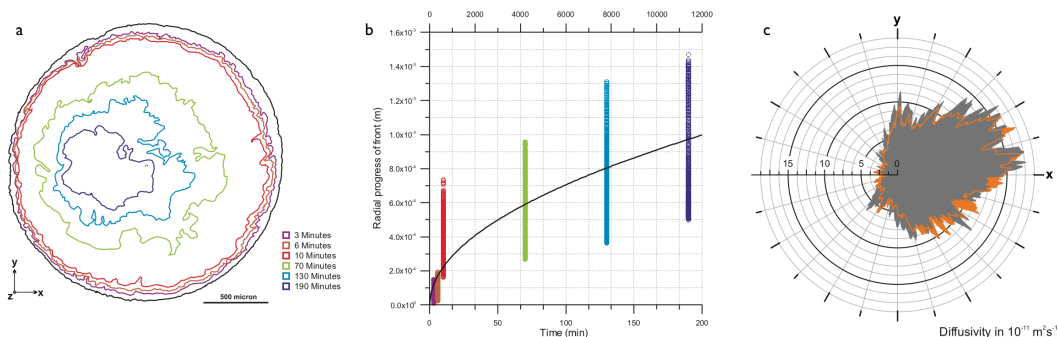 a
3 Minutes
6 Minutes
10 Minutes
70 Minutes
130 Minutes
190 Minutes
y
z
x
500 micron
b
0 4000 8000 12000
1.6x10⁻³
1.4x10⁻³
1.2x10⁻³
1.0x10⁻³
8.0x10⁻⁴
6.0x10⁻⁴
4.0x10⁻⁴
2.0x10⁻⁴
0.0x10⁰
Radial progress of front (m)
0 50 100 150 200
Time (min)
c
y
x
15 10 5 0
Diffusivity in 10⁻¹¹ m²s⁻¹